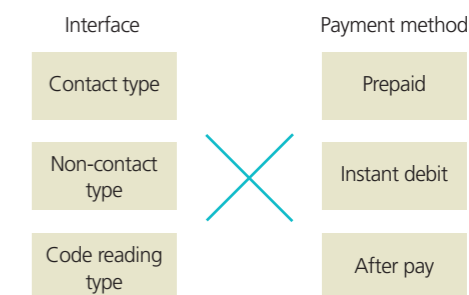 Interface
Payment method
Contact type
Prepaid
Non-contact
type
Instant debit
Code reading
type
After pay